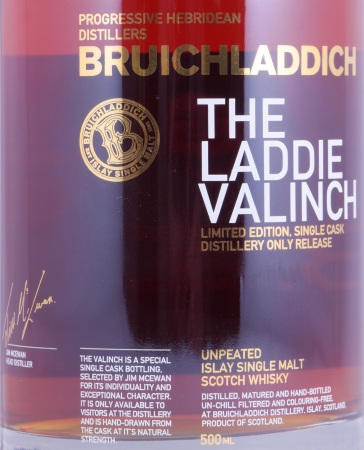 PROGRESSIVE HEBRIDEAN
DISTILLERS
BRUICHLADDICH
BRUICHLADDICH
B
ISLAY SINGLE MALT
THE
LADDIE
VALINCH
LIMITED EDITION, SINGLE CASK
DISTILLERY ONLY RELEASE
Jim McEwan.
JIM MCEWAN
HEAD DISTILLER
THE VALINCH IS A SPECIAL
SINGLE CASK BOTTLING,
SELECTED BY JIM MCEWAN
FOR ITS INDIVIDUALITY AND
EXCEPTIONAL CHARACTER.
IT IS ONLY AVAILABLE TO
VISITORS AT THE DISTILLERY
AND IS HAND-DRAWN FROM
THE CASK AT IT'S NATURAL
STRENGTH.
UNPEATED
ISLAY SINGLE MALT
SCOTCH WHISKY
DISTILLED, MATURED AND HAND-BOTTLED
UN-CHILL FILTERED AND COLOURING-FREE.
AT BRUICHLADDICH DISTILLERY, ISLAY, SCOTLAND.
PRODUCT OF SCOTLAND.
500ML